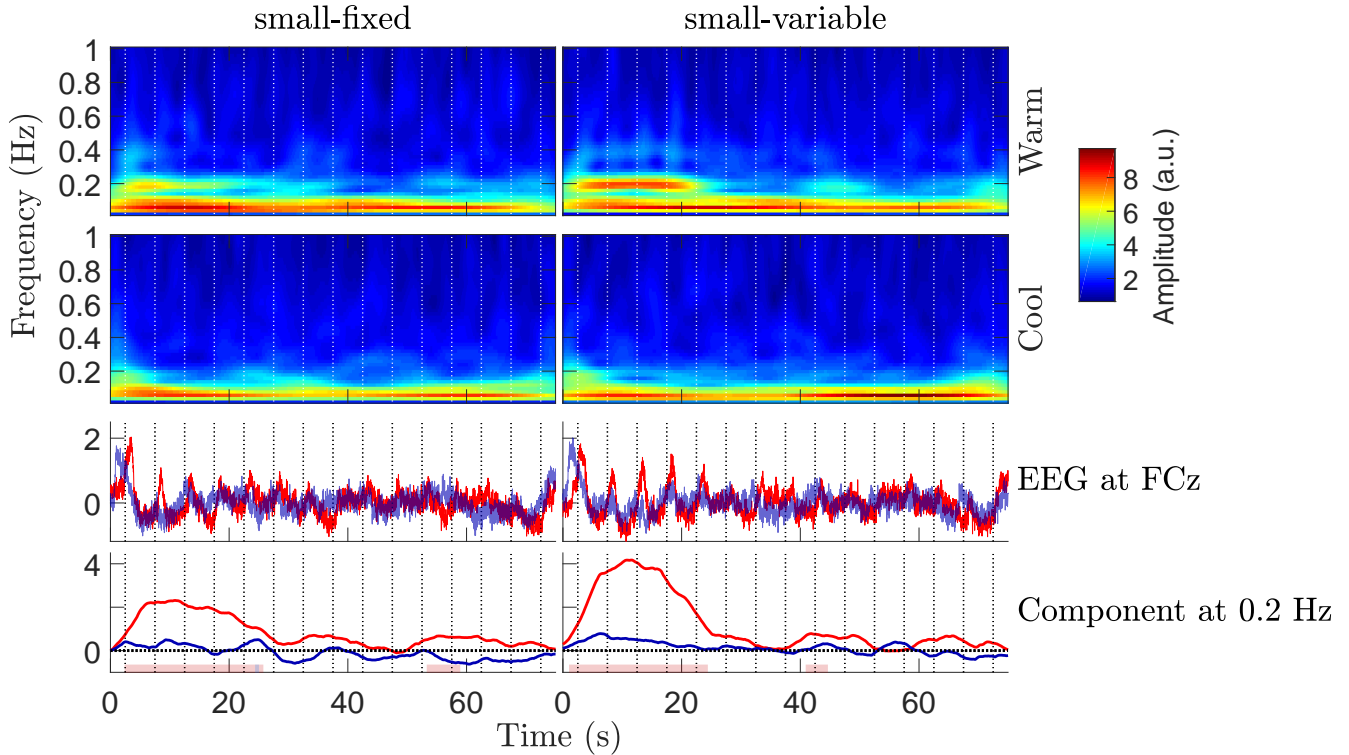 small-fixed small-variable
1
0.8
0.6
0.4
0.2
Warm
8
6
4
2
Amplitude (a.u.)
Frequency (Hz)
1
0.8
0.6
0.4
0.2
Cool
2
0
EEG at FCz
4
2
0
Component at 0.2 Hz
0 20 40 60 0 20 40 60
Time (s)